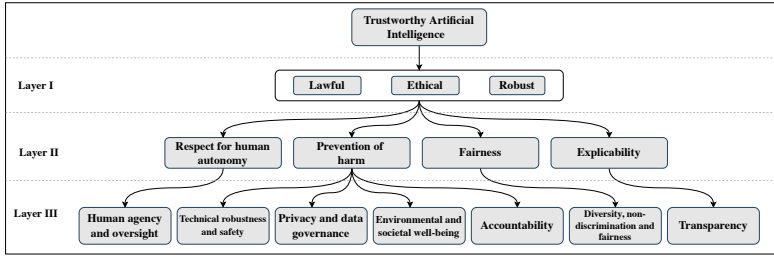 Trustworthy Artificial
Intelligence
Layer I
Lawful Ethical Robust
Layer II
Respect for human
autonomy
Prevention of
harm
Fairness
Explicability
Layer III
Human agency
and oversight
Technical robustness
and safety
Privacy and data
governance
Environmental and
societal well-being
Accountability
Diversity, non-
discrimination and
fairness
Transparency